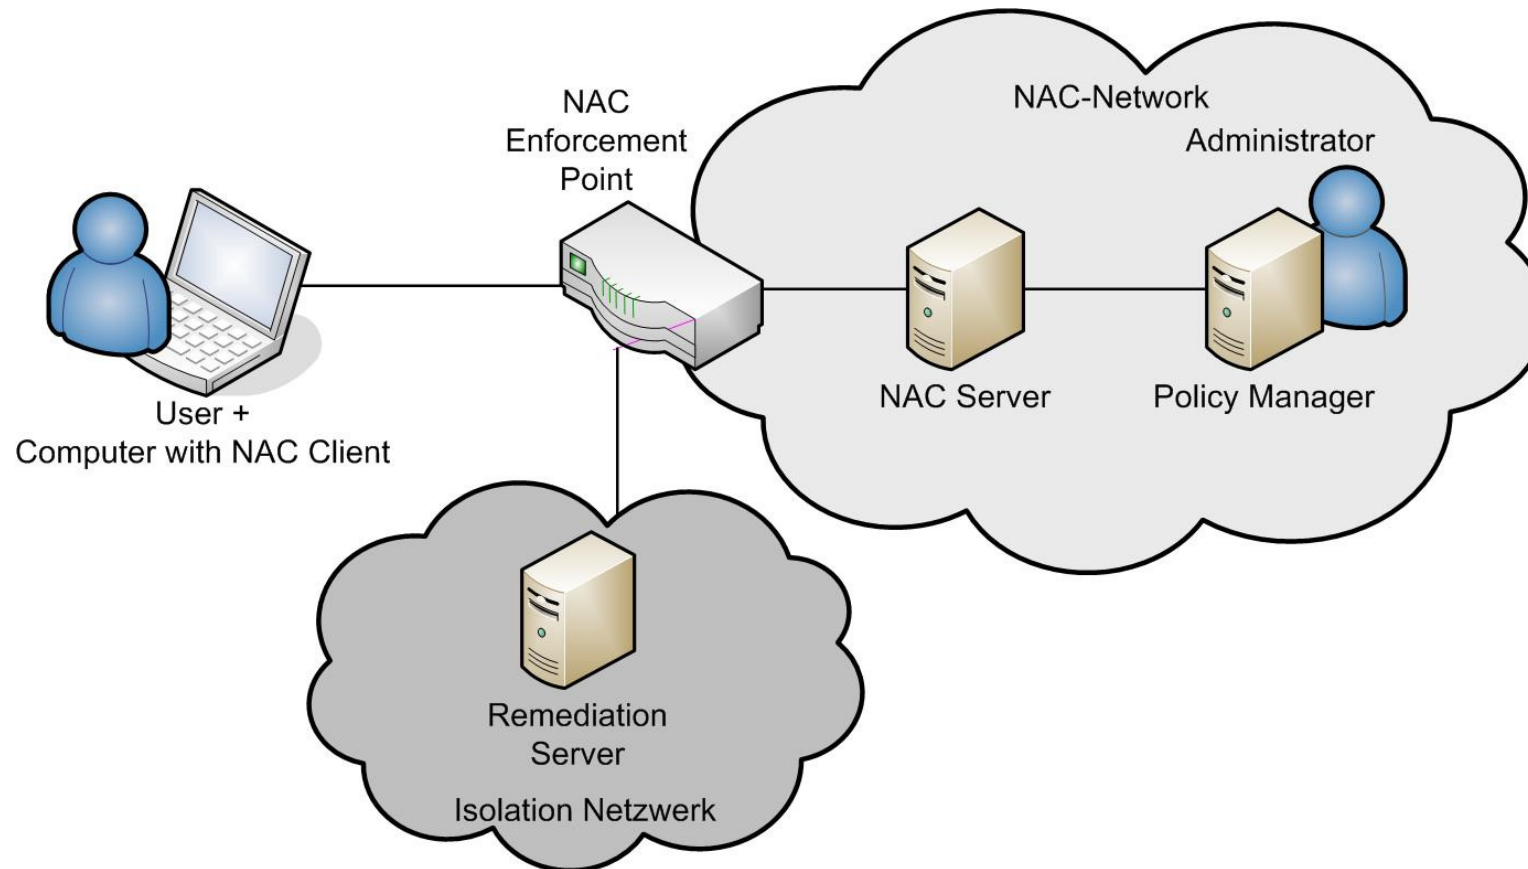 NAC-Network
NAC
Enforcement
Point
Administrator
User +
Computer with NAC Client
NAC Server
Policy Manager
Remediation
Server
Isolation Netzwerk